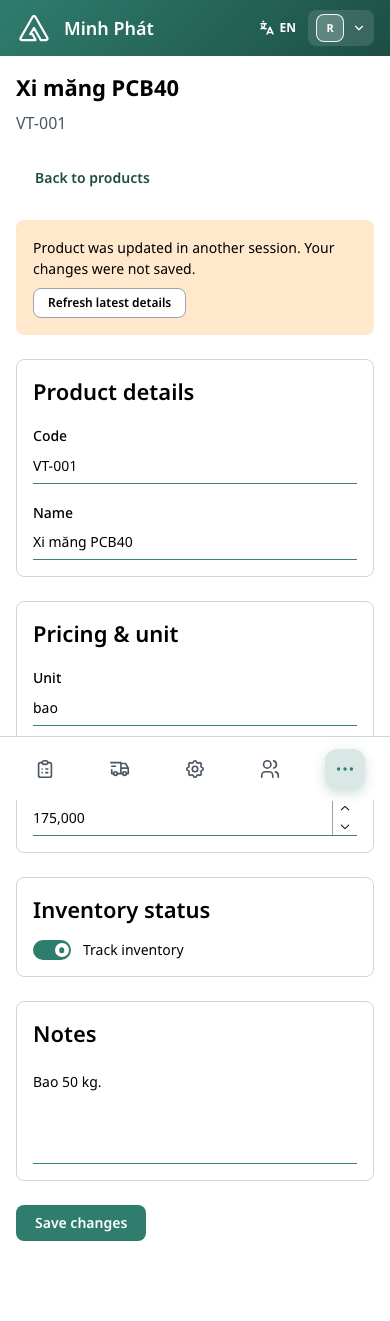 Minh Phát
EN
R
Xi măng PCB40
VT-001
Back to products
Product was updated in another session. Your
changes were not saved.
Refresh latest details
Product details
Code
VT-001
Name
Xi măng PCB40
Pricing & unit
Unit
bao
175,000
Inventory status
Track inventory
Notes
Bao 50 kg.
Save changes